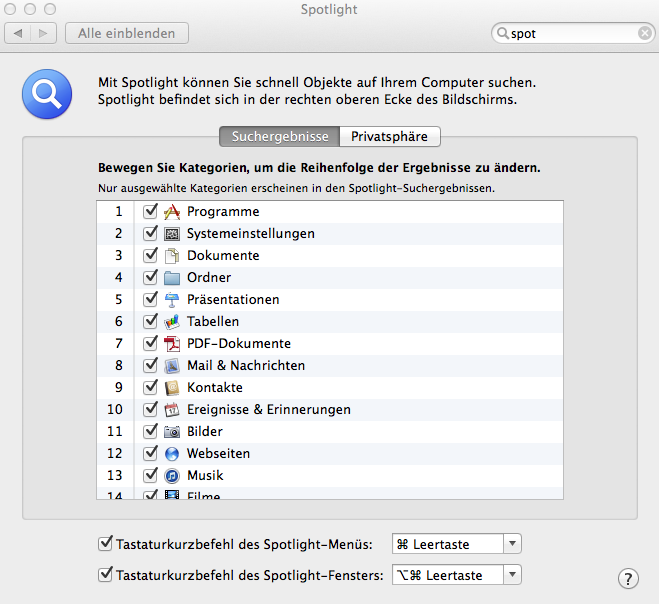 Spotlight
Alle einblenden
spot
Mit Spotlight können Sie schnell Objekte auf Ihrem Computer suchen.
Spotlight befindet sich in der rechten oberen Ecke des Bildschirms.
Suchergebnisse Privatsphäre
Bewegen Sie Kategorien, um die Reihenfolge der Ergebnisse zu ändern.
Nur ausgewählte Kategorien erscheinen in den Spotlight-Suchergebnissen.
1 Programme
2 Systemeinstellungen
3 Dokumente
4 Ordner
5 Präsentationen
6 Tabellen
7 PDF-Dokumente
8 Mail & Nachrichten
9 Kontakte
10 Ereignisse & Erinnerungen
11 Bilder
12 Webseiten
13 Musik
14 Filme
Tastaturkurzbefehl des Spotlight-Menüs: ⌘ Leertaste
Tastaturkurzbefehl des Spotlight-Fensters: ⌥⌘ Leertaste
?